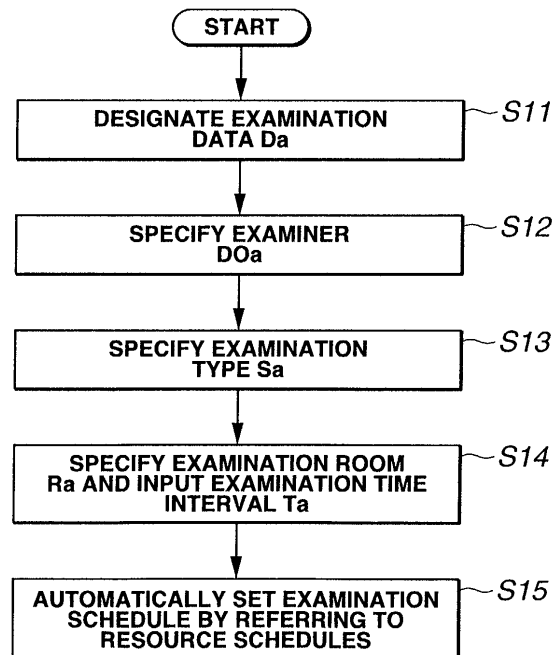 START
DESIGNATE EXAMINATION
DATA Da
S11
SPECIFY EXAMINER
DOa
S12
SPECIFY EXAMINATION
TYPE Sa
S13
SPECIFY EXAMINATION ROOM
Ra AND INPUT EXAMINATION TIME
INTERVAL Ta
S14
AUTOMATICALLY SET EXAMINATION
SCHEDULE BY REFERRING TO
RESOURCE SCHEDULES
S15